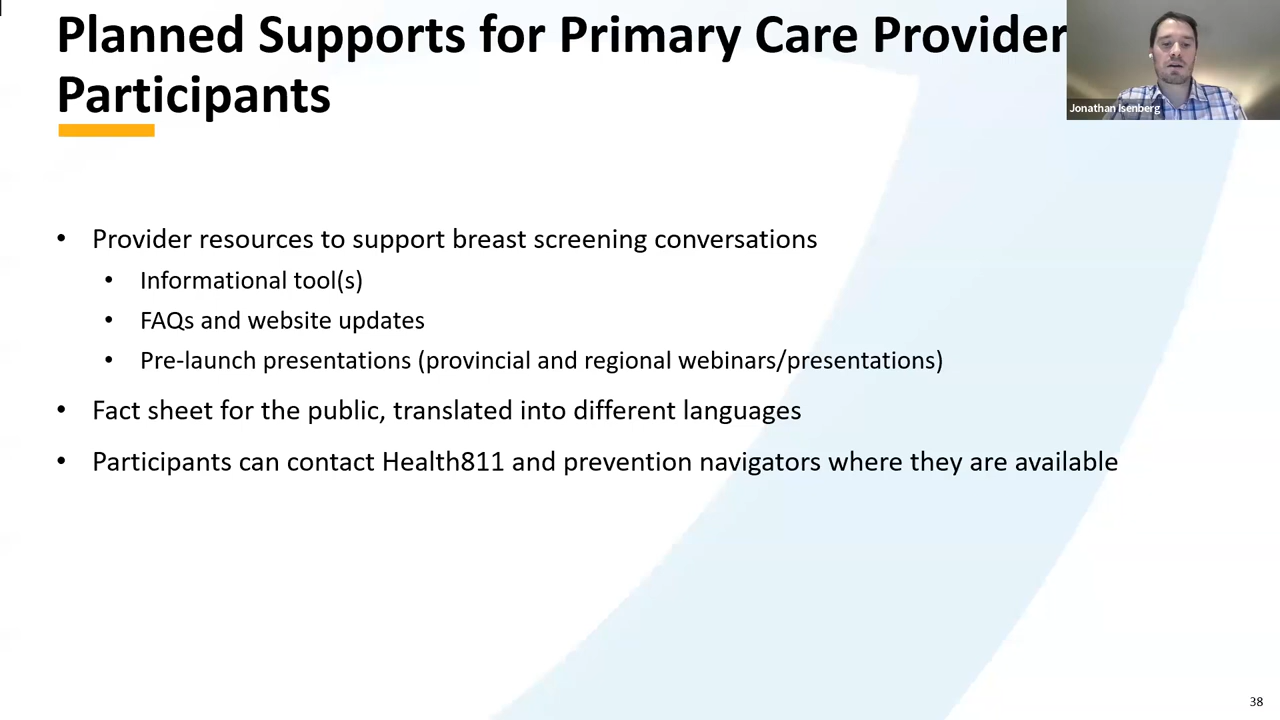 Planned Supports for Primary Care Provider
Participants
Jonathan Isenberg
• Provider resources to support breast screening conversations
• Informational tool(s)
• FAQs and website updates
• Pre-launch presentations (provincial and regional webinars/presentations)
• Fact sheet for the public, translated into different languages
• Participants can contact Health811 and prevention navigators where they are available
38